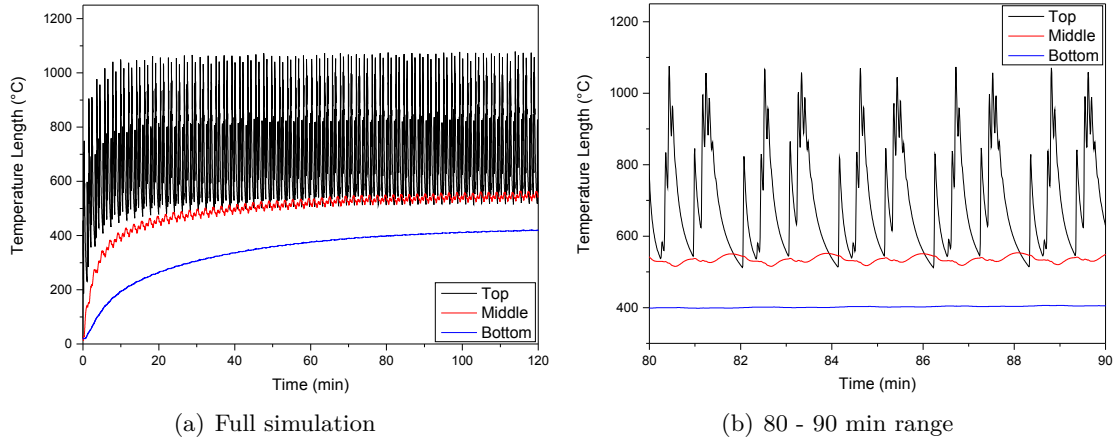 1200
1000
800
600
400
200
0
Temperature Length (°C)
0 20 40 60 80 100 120
Time (min)
Top
Middle
Bottom
(a) Full simulation
1200
1000
800
600
400
Temperature Length (°C)
80 82 84 86 88 90
Time (min)
Top
Middle
Bottom
(b) 80 - 90 min range